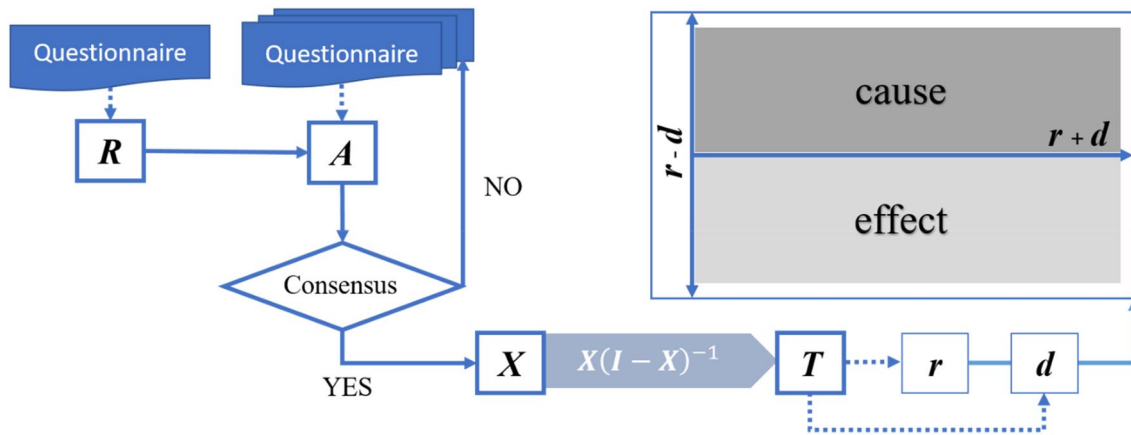 Questionnaire
Questionnaire
R
A
NO
Consensus
YES
X
X(I − X)⁻¹
T
r
d
cause
r + d
r - d
effect